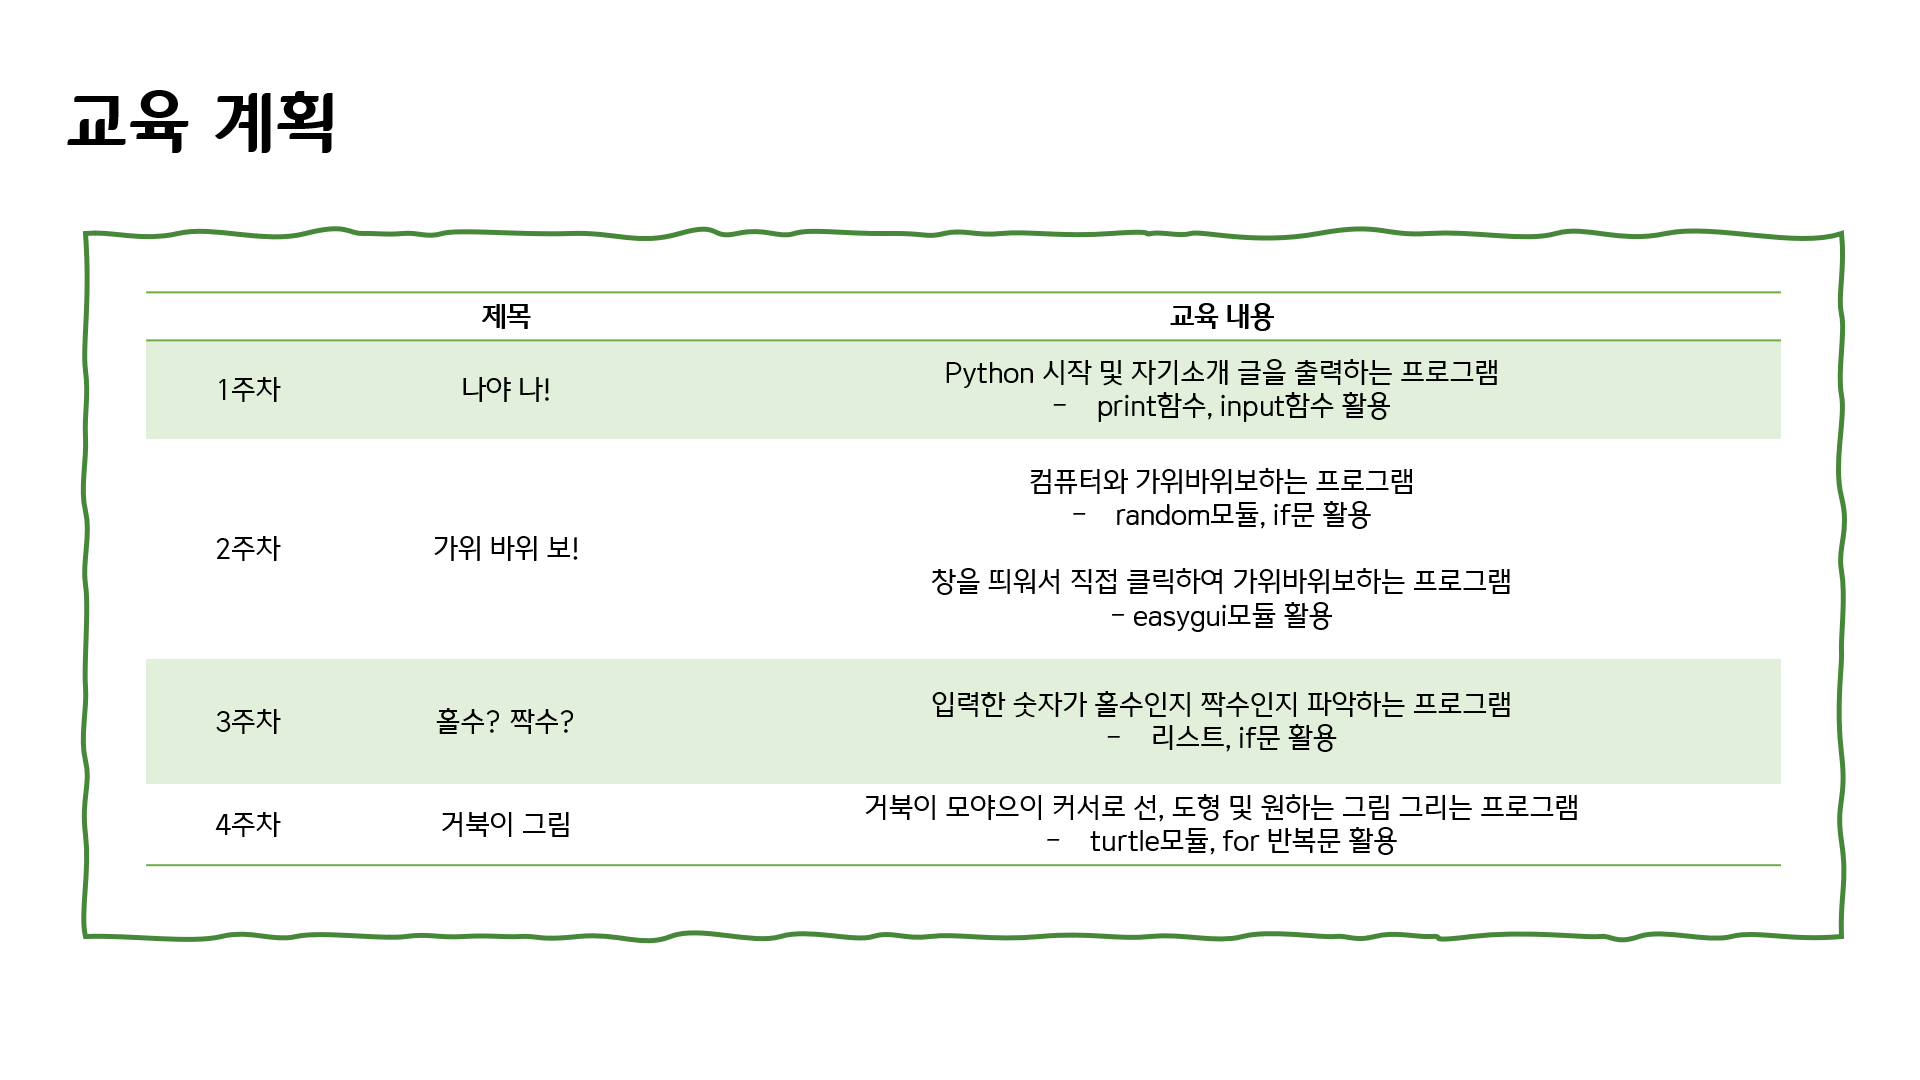 교육 계획
제목 교육 내용
1주차 나야 나! Python 시작 및 자기소개 글을 출력하는 프로그램
- print함수, input함수 활용
2주차 가위 바위 보! 컴퓨터와 가위바위보하는 프로그램
- random모듈, if문 활용
창을 띄워서 직접 클릭하여 가위바위보하는 프로그램
- easygui모듈 활용
3주차 홀수? 짝수? 입력한 숫자가 홀수인지 짝수인지 파악하는 프로그램
- 리스트, if문 활용
4주차 거북이 그림 거북이 모야으이 커서로 선, 도형 및 원하는 그림 그리는 프로그램
- turtle모듈, for 반복문 활용